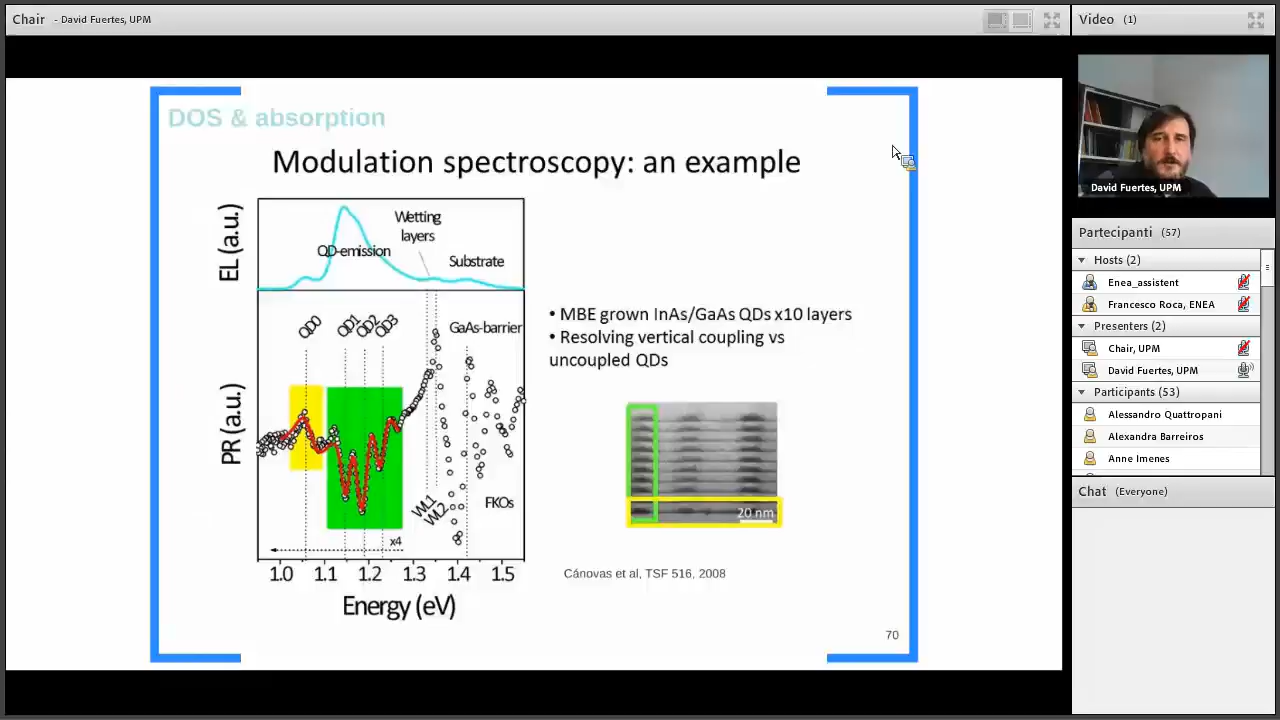 Chair - David Fuertes, UPM
DOS & absorption
Modulation spectroscopy: an example
EL (a.u.)
QD-emission
Wetting
layers
Substrate
PR (a.u.)
QD0
QD1
QD2
QD3
GaAs-barrier
WL1
WL2
FKOs
x4
1.0 1.1 1.2 1.3 1.4 1.5
Energy (eV)
• MBE grown InAs/GaAs QDs x10 layers
• Resolving vertical coupling vs
uncoupled QDs
20 nm
Cánovas et al, TSF 516, 2008
70
Video (1)
David Fuertes, UPM
Partecipanti (57)
Hosts (2)
Enea_assistent
Francesco Roca, ENEA
Presenters (2)
Chair, UPM
David Fuertes, UPM
Participants (53)
Alessandro Quattropani
Alexandra Barreiros
Anne Imenes
Chat (Everyone)